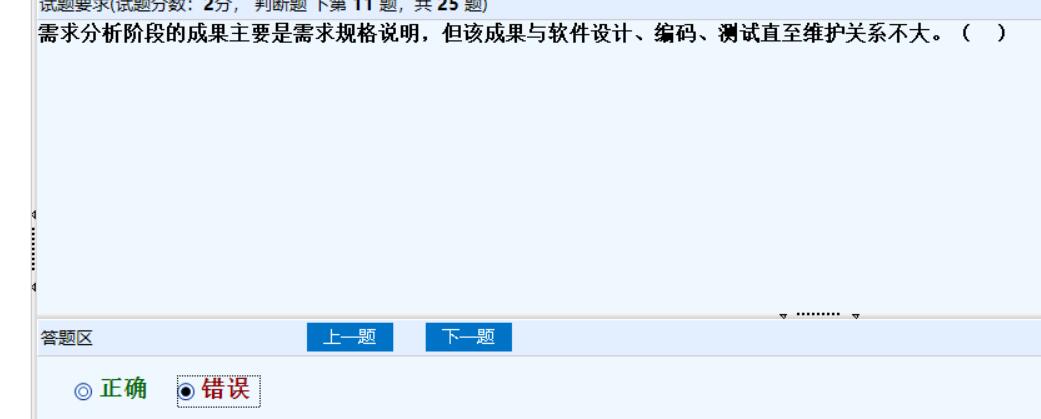 试题要求(试题分数：2分， 判断题 下第 11 题，共 25 题)
需求分析阶段的成果主要是需求规格说明，但该成果与软件设计、编码、测试直至维护关系不大。（ ）
答题区 上一题 下一题
正确 错误